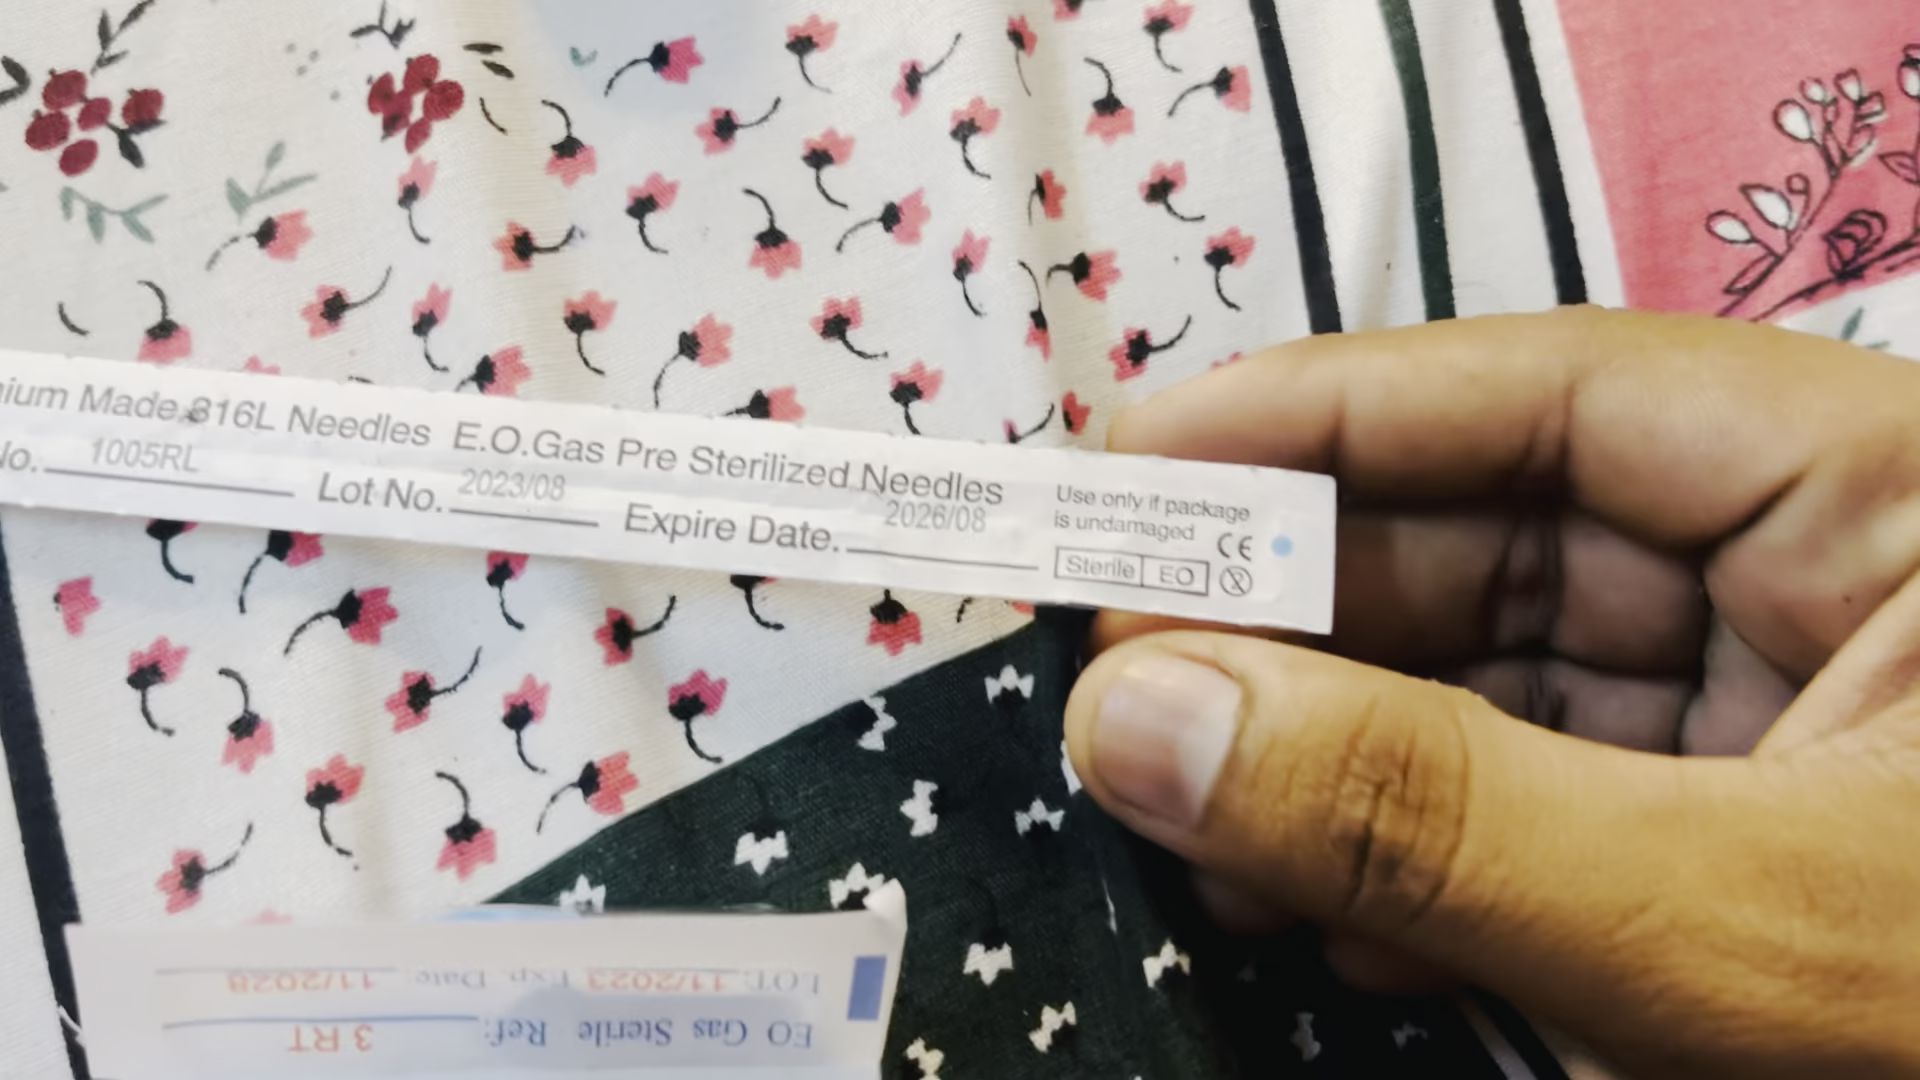 Made 316L Needles E.O.Gas Pre Sterilized Needles
1005RL Lot No. 2023/08 Expire Date. 2026/08
Use only if package
is undamaged
CE
Sterile EO
EO Gas Sterile Ref: 3 RT
LOT: 11/2023 Exp. Date: 11/2028